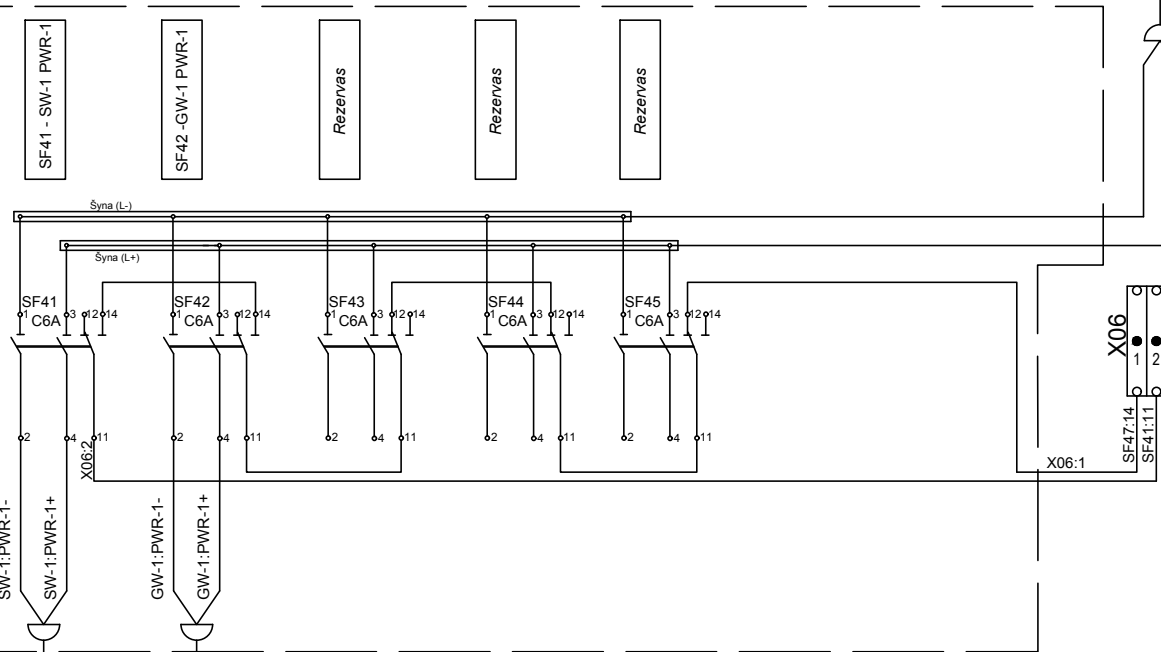 SF41 - SW-1 PWR-1
SF42 -GW-1 PWR-1
Rezervas
Rezervas
Rezervas
Šyna (L-)
Šyna (L+)
SF41
C6A
1
3
12
14
SF42
C6A
1
3
12
14
SF43
C6A
1
3
12
14
SF44
C6A
1
3
12
14
SF45
C6A
1
3
12
14
X06
1
2
2
4
11
2
4
11
2
4
11
2
4
11
2
4
11
X06:2
X06:1
SF47:14
SF41:11
SW-1:PWR-1-
SW-1:PWR-1+
GW-1:PWR-1-
GW-1:PWR-1+